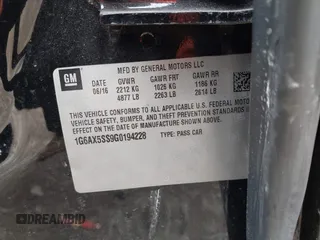 GM
MFD BY GENERAL MOTORS LLC
DATE GVWR GAWR FRT GAWR RR
06/16 2212 KG 1026 KG 1186 KG
4877 LB 2263 LB 2614 LB
THIS VEHICLE CONFORMS TO ALL APPLICABLE U.S. FEDERAL
VEHICLE SAFETY, BUMPER, AND THEFT PREVENTION STANDARDS
IN EFFECT ON THE DATE OF MANUFACTURE SHOWN ABOVE.
1G6AX5SS9G0194228 TYPE: PASS CAR
DREAMBID